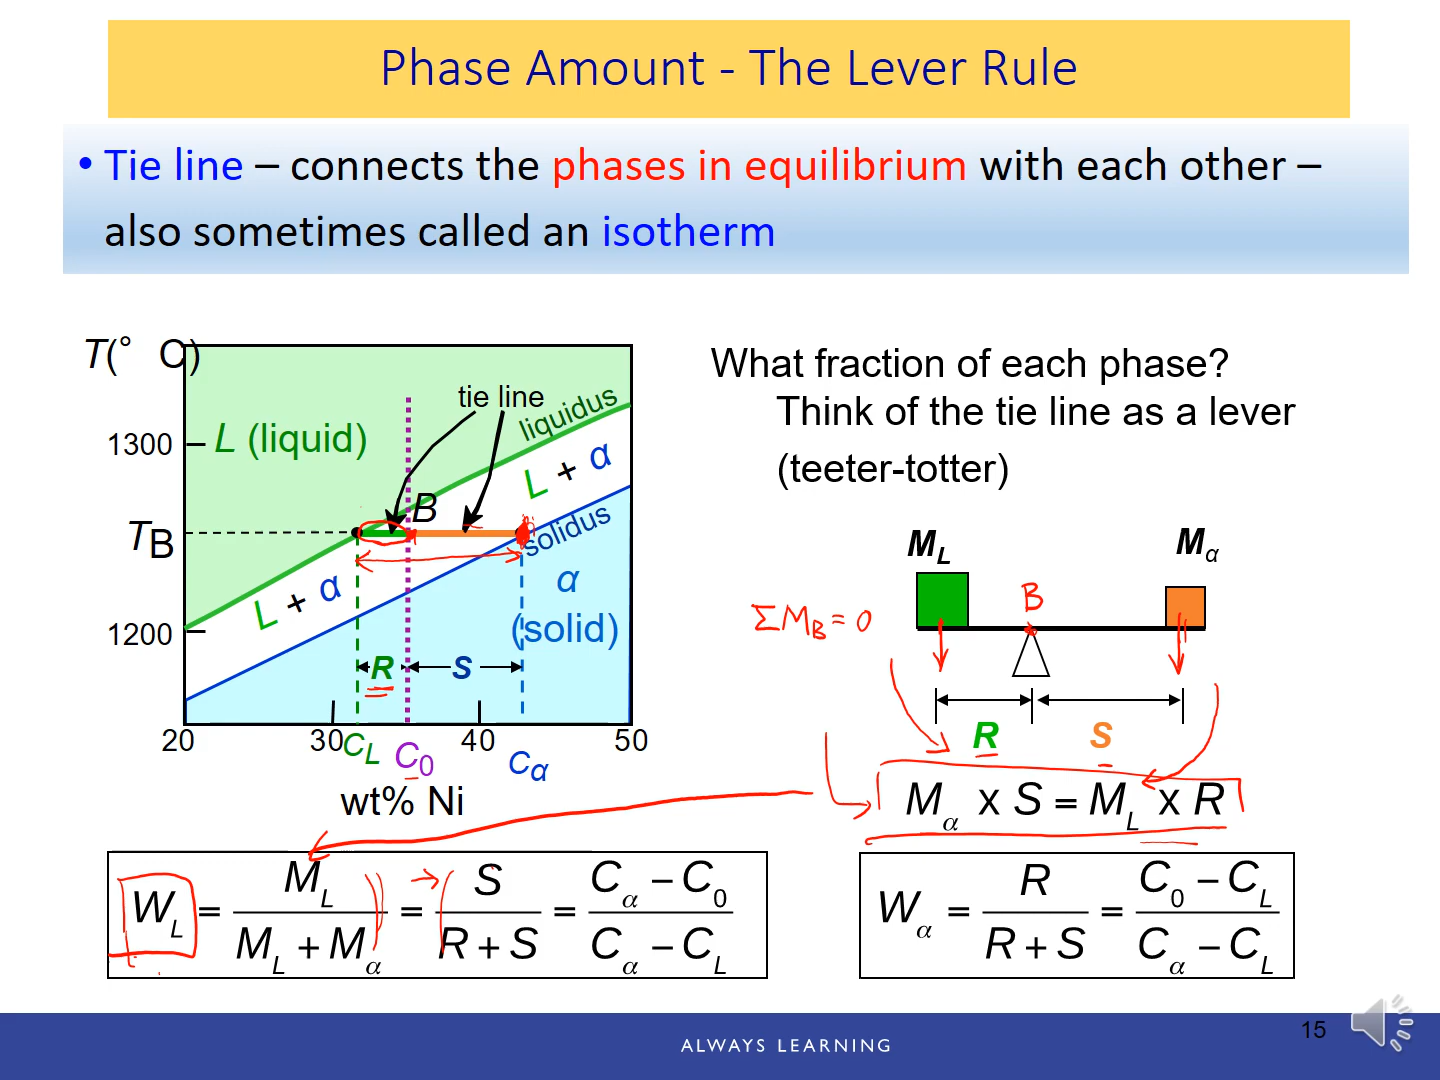 Phase Amount - The Lever Rule
• Tie line – connects the phases in equilibrium with each other –
also sometimes called an isotherm
T(° C)
1300
TB
1200
20
30
40
50
L (liquid)
tie line
liquidus
L + α
B
solidus
L + α
α
(solid)
R
S
CL
C0
Cα
wt% Ni
What fraction of each phase?
Think of the tie line as a lever
(teeter-totter)
ML
Mα
B
ΣMB = 0
R
S
Mα x S = ML x R
WL = ML / (ML + Mα) = S / (R + S) = (Cα – C0) / (Cα – CL)
Wα = R / (R + S) = (C0 – CL) / (Cα – CL)
15
ALWAYS LEARNING